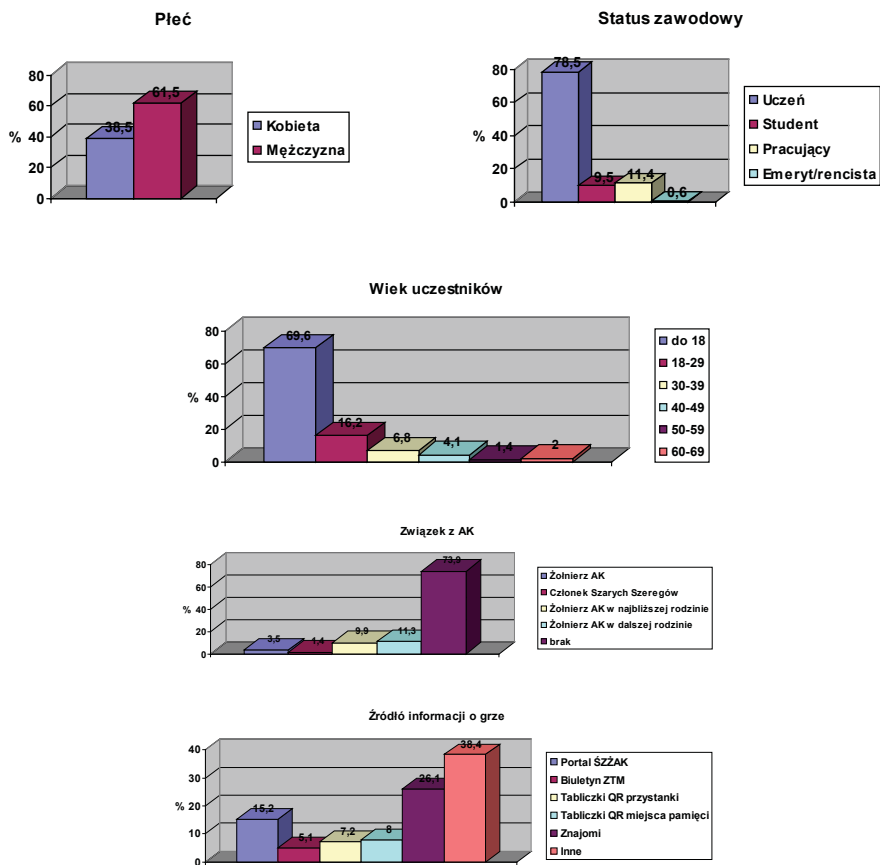 Płeć
80
60
40
20
0
%
38,5
61,5
Kobieta
Mężczyzna
Status zawodowy
80
60
40
20
0
%
78,5
9,5
11,4
0,6
Uczeń
Student
Pracujący
Emeryt/rencista
Wiek uczestników
80
60
40
20
0
%
69,6
16,2
6,8
4,1
1,4
2
do 18
18-29
30-39
40-49
50-59
60-69
Związek z AK
80
60
40
20
0
%
3,5
1,4
9,9
11,3
73,9
Żołnierz AK
Członek Szarych Szeregów
Żołnierz AK w najbliższej rodzinie
Żołnierz AK w dalszej rodzinie
brak
Źródłó informacji o grze
40
30
20
10
0
%
15,2
5,1
7,2
8
26,1
38,4
Portal ŚZŻAK
Biuletyn ZTM
Tabliczki QR przystanki
Tabliczki QR miejsca pamięci
Znajomi
Inne